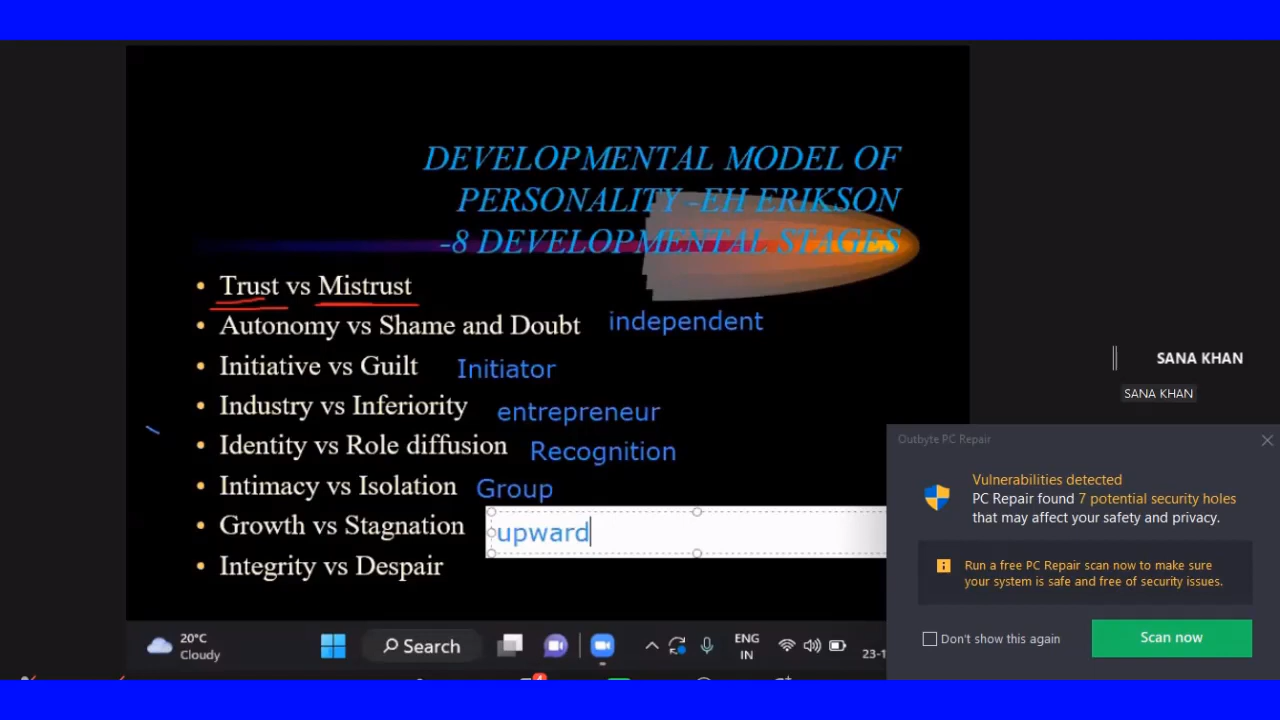 DEVELOPMENTAL MODEL OF
PERSONALITY -EH ERIKSON
-8 DEVELOPMENTAL STAGES
• Trust vs Mistrust
• Autonomy vs Shame and Doubt independent
• Initiative vs Guilt Initiator
• Industry vs Inferiority entrepreneur
• Identity vs Role diffusion Recognition
• Intimacy vs Isolation Group
• Growth vs Stagnation upward
• Integrity vs Despair
SANA KHAN
SANA KHAN
Outbyte PC Repair
Vulnerabilities detected
PC Repair found 7 potential security holes
that may affect your safety and privacy.
Run a free PC Repair scan now to make sure
your system is safe and free of security issues.
Don't show this again
Scan now
20°C
Cloudy
Search
ENG
IN
23-1
4